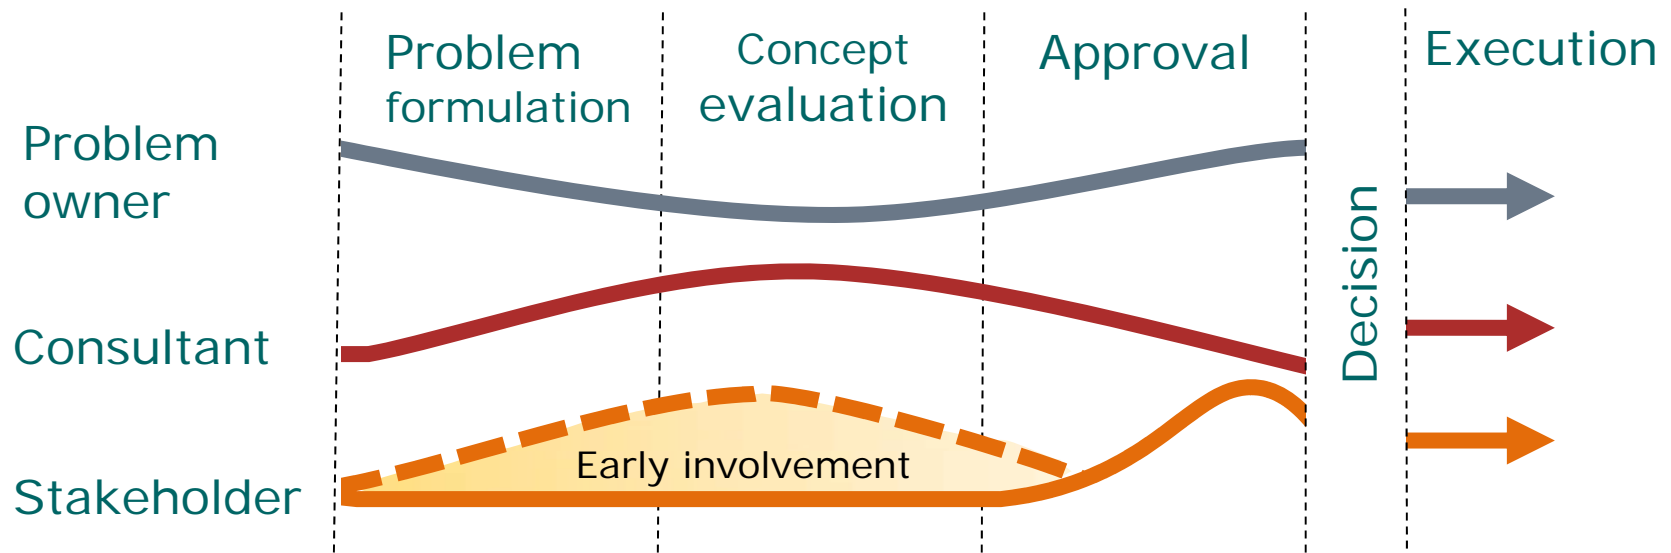 Problem
formulation
Concept
evaluation
Approval
Execution
Problem
owner
Consultant
Stakeholder
Early involvement
Decision